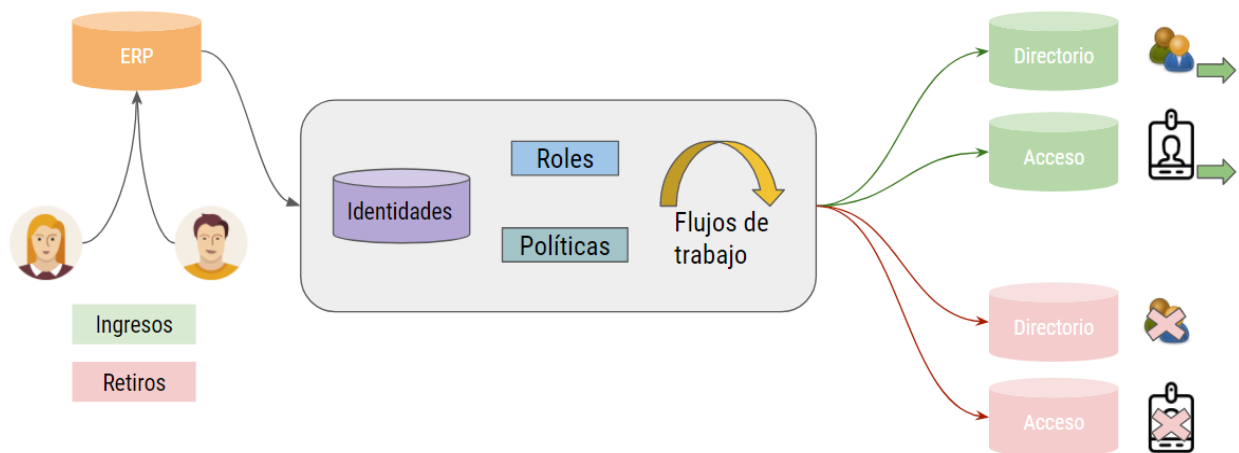 ERP
Identidades
Roles
Políticas
Flujos de
trabajo
Directorio
Acceso
Directorio
Acceso
Ingresos
Retiros